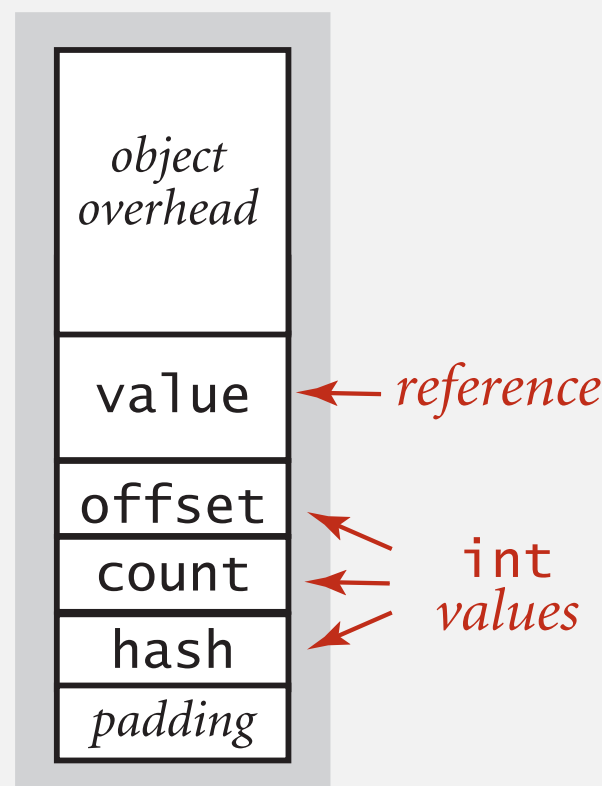 object
overhead
value
reference
offset
count
int
values
hash
padding